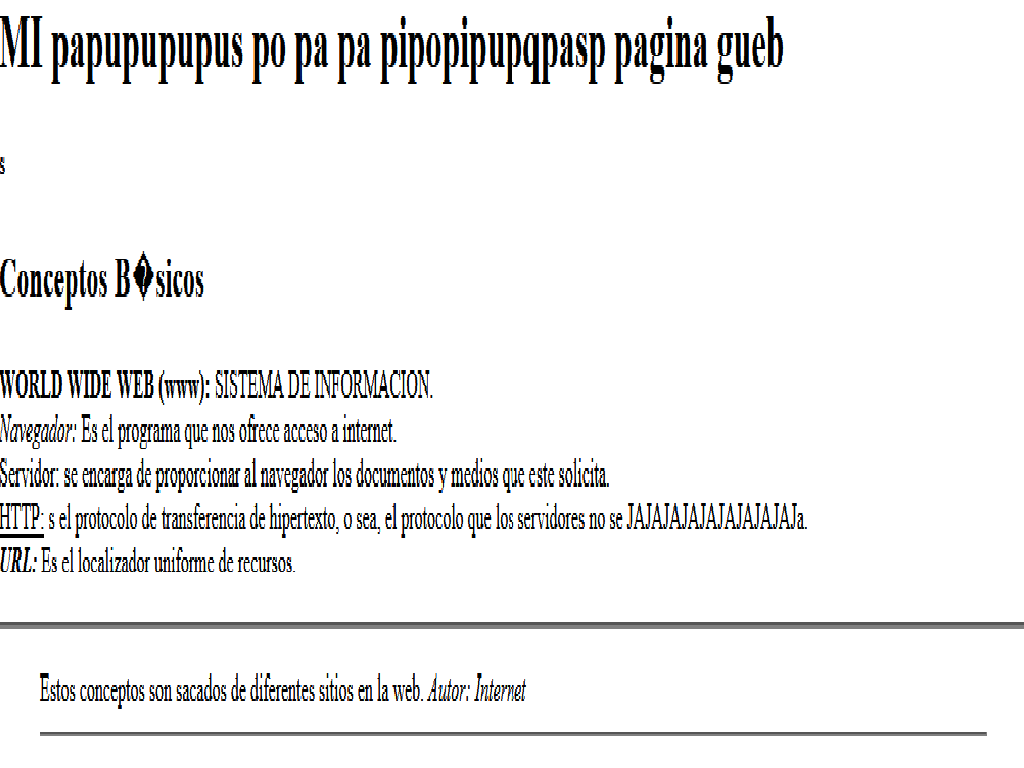 MI papupupupus po pa pa pipopipupqpasp pagina gueb
s
Conceptos B�sicos
WORLD WIDE WEB (www): SISTEMA DE INFORMACION.
Navegador: Es el programa que nos ofrece acceso a internet.
Servidor: se encarga de proporcionar al navegador los documentos y medios que este solicita.
HTTP: s el protocolo de transferencia de hipertexto, o sea, el protocolo que los servidores no se JAJAJAJAJAJAJAJAJAJa.
URL: Es el localizador uniforme de recursos.
Estos conceptos son sacados de diferentes sitios en la web. Autor: Internet